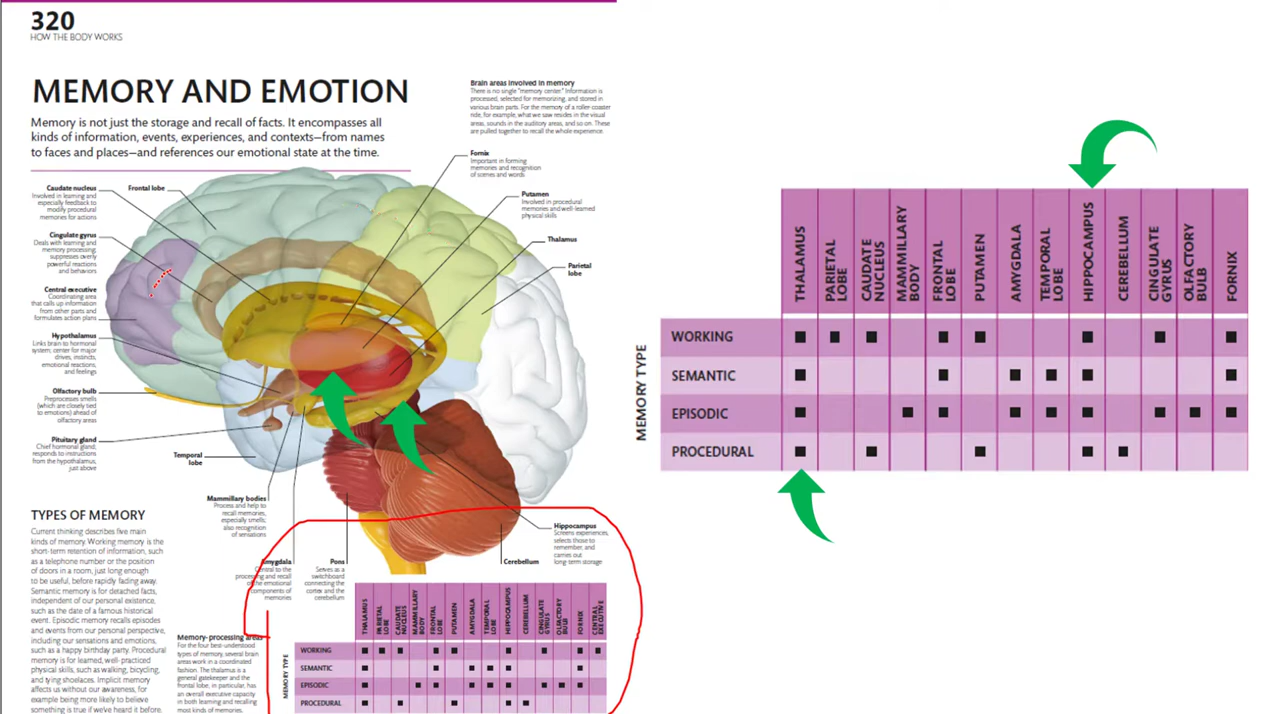 320
HOW THE BODY WORKS
MEMORY AND EMOTION
Memory is not just the storage and recall of facts. It encompasses all
kinds of information, events, experiences, and contexts—from names
to faces and places—and references our emotional state at the time.
Brain areas involved in memory
There is no single "memory center." Information is
processed, selected for memorizing, and stored in
various brain parts. For the memory of a roller-coaster
ride, for example, what we saw resides in the visual
areas, sounds in the auditory areas, and so on. These
are pulled together to recall the whole experience.
Caudate nucleus
Involved in learning and
especially feedback to
modify procedural
memories for actions
Frontal lobe
Fornix
Important in forming
memories and recognition
of scenes and words
Putamen
Involved in procedural
memories and well-learned
physical skills
Thalamus
Parietal
lobe
Cingulate gyrus
Deals with learning and
memory processing;
suppresses overly
powerful reactions
and behaviors
Central executive
Coordinating area
that calls up information
from other parts and
formulates action plans
Hypothalamus
Links brain to hormonal
system; center for major
drives, instincts,
emotional reactions,
and feelings
Olfactory bulb
Preprocesses smells
(which are closely tied
to emotions) ahead of
olfactory areas
Pituitary gland
Chief hormonal gland;
responds to instructions
from the hypothalamus,
just above
Temporal
lobe
Mammillary bodies
Process and help to
recall memories,
especially smells;
also recognition
of sensations
Amygdala
Central to the
processing and recall
of the emotional
components of
memories
Pons
Serves as a
switchboard
connecting the
cortex and the
cerebellum
Cerebellum
Hippocampus
Screens experiences,
selects those to
remember, and
carries out
long-term storage
TYPES OF MEMORY
Current thinking describes five main
kinds of memory. Working memory is the
short-term retention of information, such
as a telephone number or the position
of doors in a room, just long enough
to be useful, before rapidly fading away.
Semantic memory is for detached facts,
independent of our personal existence,
such as the date of a famous historical
event. Episodic memory recalls episodes
and events from our personal perspective,
including our sensations and emotions,
such as a happy birthday party. Procedural
memory is for learned, well-practiced
physical skills, such as walking, bicycling,
and tying shoelaces. Implicit memory
affects us without our awareness, for
example being more likely to believe
something is true if we've heard it before.
Memory-processing areas
For the four best-understood
types of memory, several brain
areas work in a coordinated
fashion. The thalamus is a
general gatekeeper and the
frontal lobe, in particular, has
an overall executive capacity
in both learning and recalling
most kinds of memories.
THALAMUS
PARIETAL
LOBE
CAUDATE
NUCLEUS
MAMMILLARY
BODY
FRONTAL
LOBE
PUTAMEN
AMYGDALA
TEMPORAL
LOBE
HIPPOCAMPUS
CEREBELLUM
CINGULATE
GYRUS
OLFACTORY
BULB
FORNIX
CENTRAL
EXECUTIVE
MEMORY TYPE
WORKING
SEMANTIC
EPISODIC
PROCEDURAL
THALAMUS
PARIETAL
LOBE
CAUDATE
NUCLEUS
MAMMILLARY
BODY
FRONTAL
LOBE
PUTAMEN
AMYGDALA
TEMPORAL
LOBE
HIPPOCAMPUS
CEREBELLUM
CINGULATE
GYRUS
OLFACTORY
BULB
FORNIX
MEMORY TYPE
WORKING
SEMANTIC
EPISODIC
PROCEDURAL